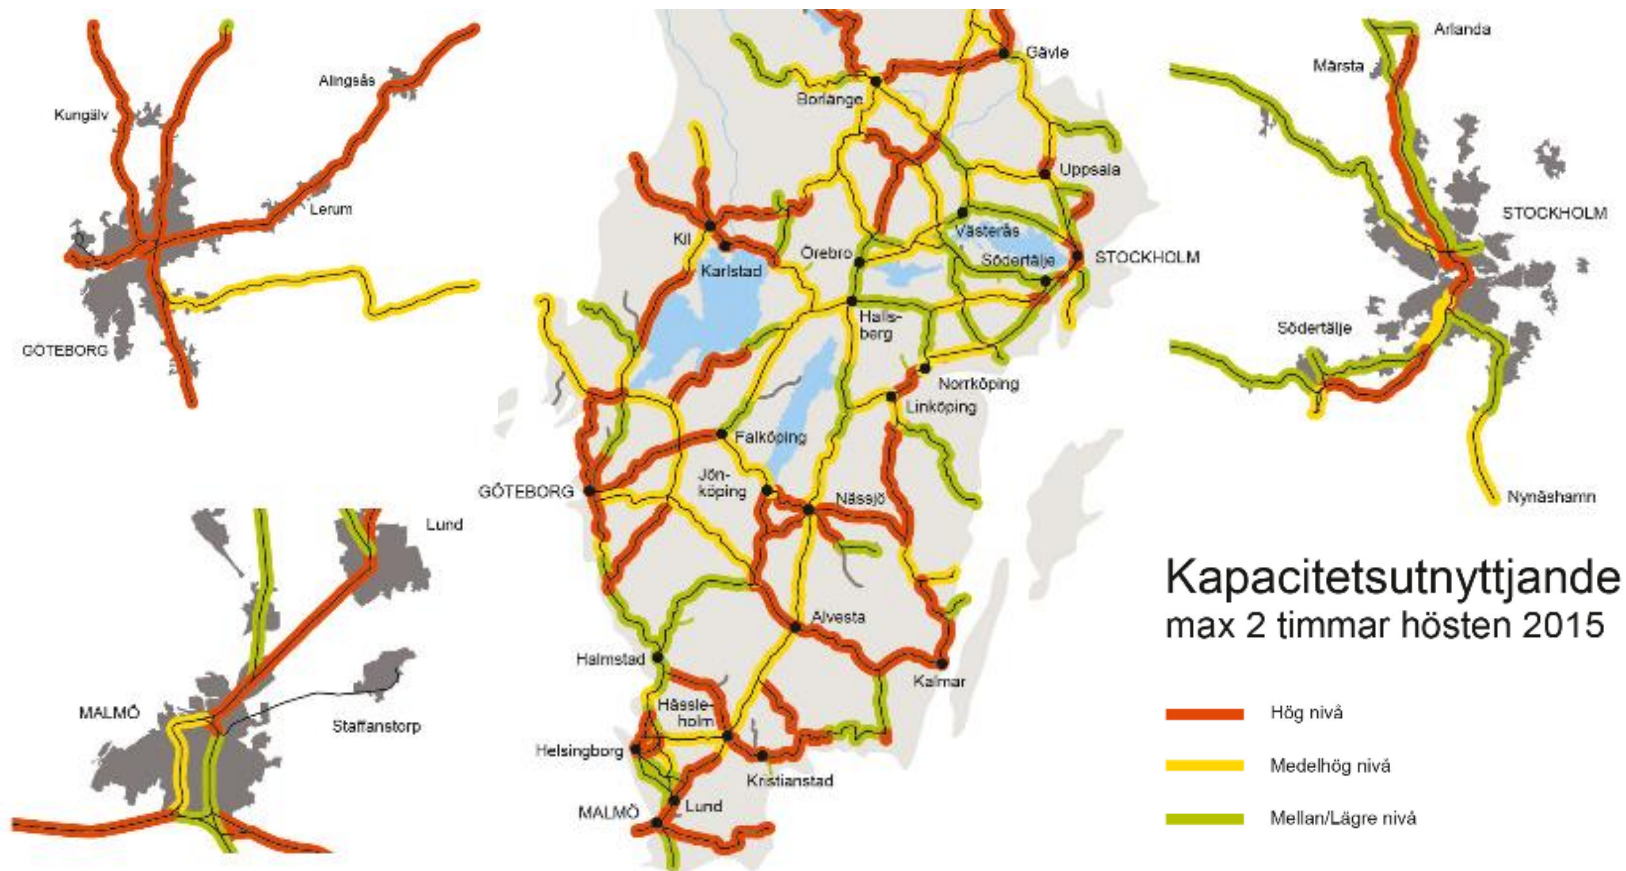 Kungälv
Alingsås
Lerum
GÖTEBORG
Lund
MALMÖ
Staffanstorp
Gävle
Borlänge
Uppsala
Kil
Karlstad
Örebro
Västerås
Södertälje
STOCKHOLM
Halls-
berg
Norrköping
Linköping
Falköping
Jön-
köping
GÖTEBORG
Nässjö
Alvesta
Halmstad
Kalmar
Hässle-
holm
Helsingborg
Kristianstad
MALMÖ
Lund
Arlanda
Märsta
STOCKHOLM
Södertälje
Nynäshamn
Kapacitetsutnyttjande
max 2 timmar hösten 2015
Hög nivå
Medelhög nivå
Mellan/Lägre nivå